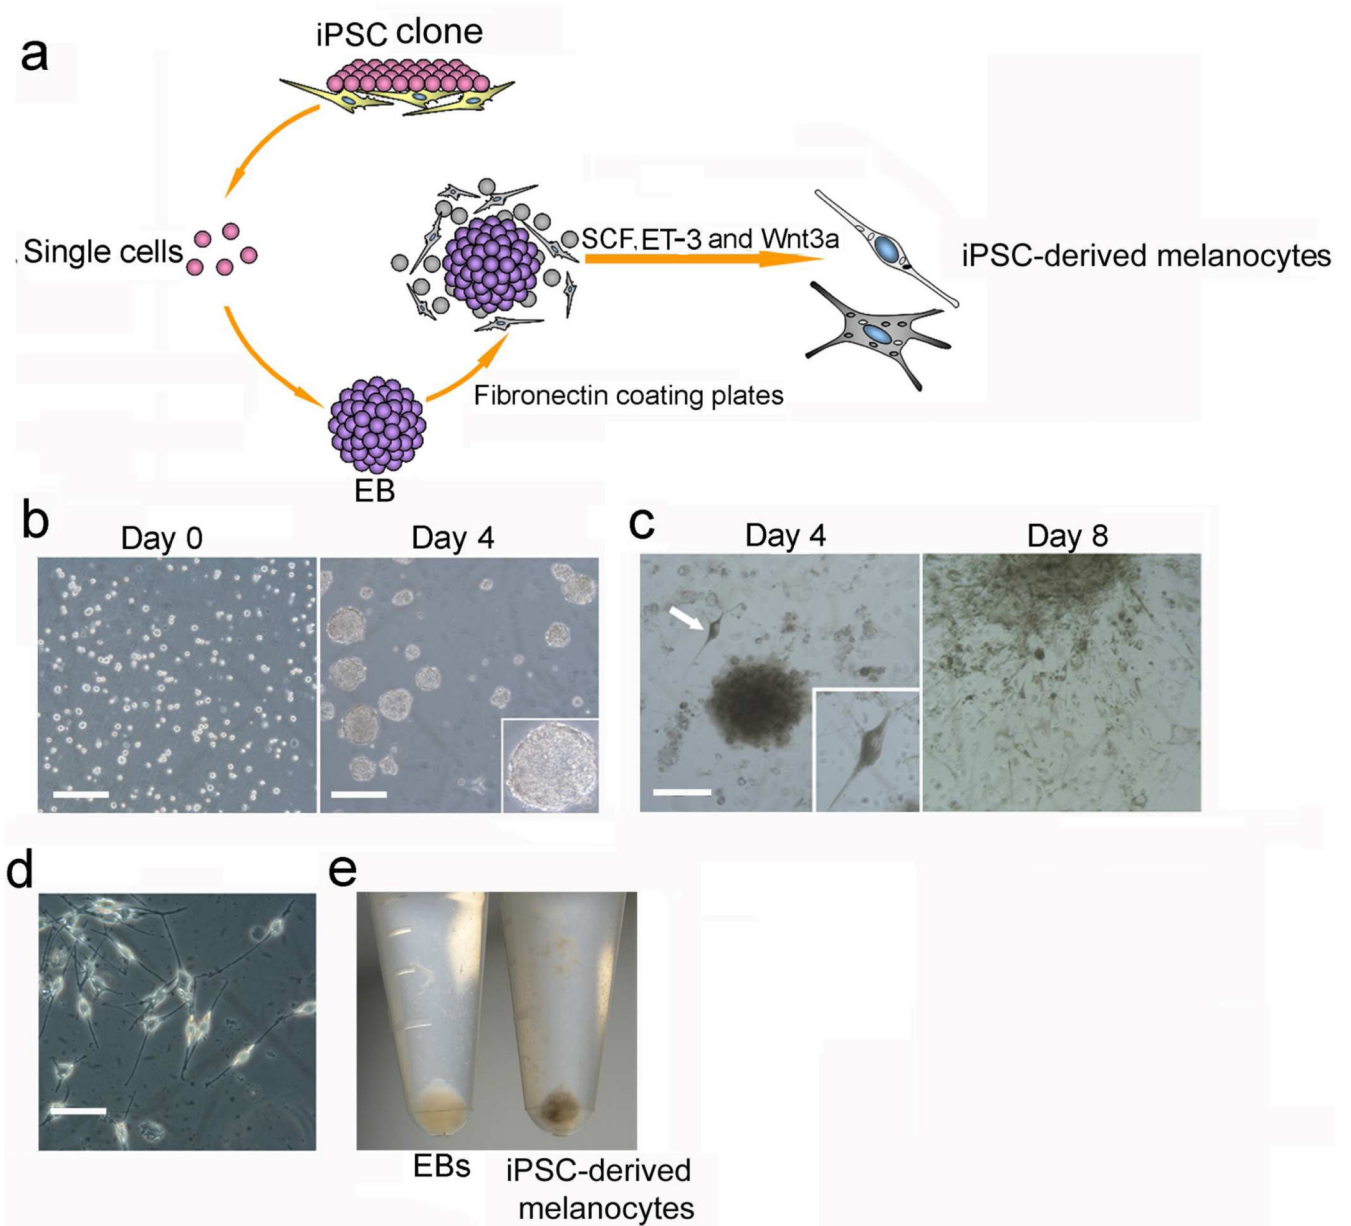 a
iPSC clone
Single cells
SCF, ET-3 and Wnt3a
iPSC-derived melanocytes
Fibronectin coating plates
EB
b
Day 0
Day 4
c
Day 4
Day 8
d
e
EBs
iPSC-derived
melanocytes